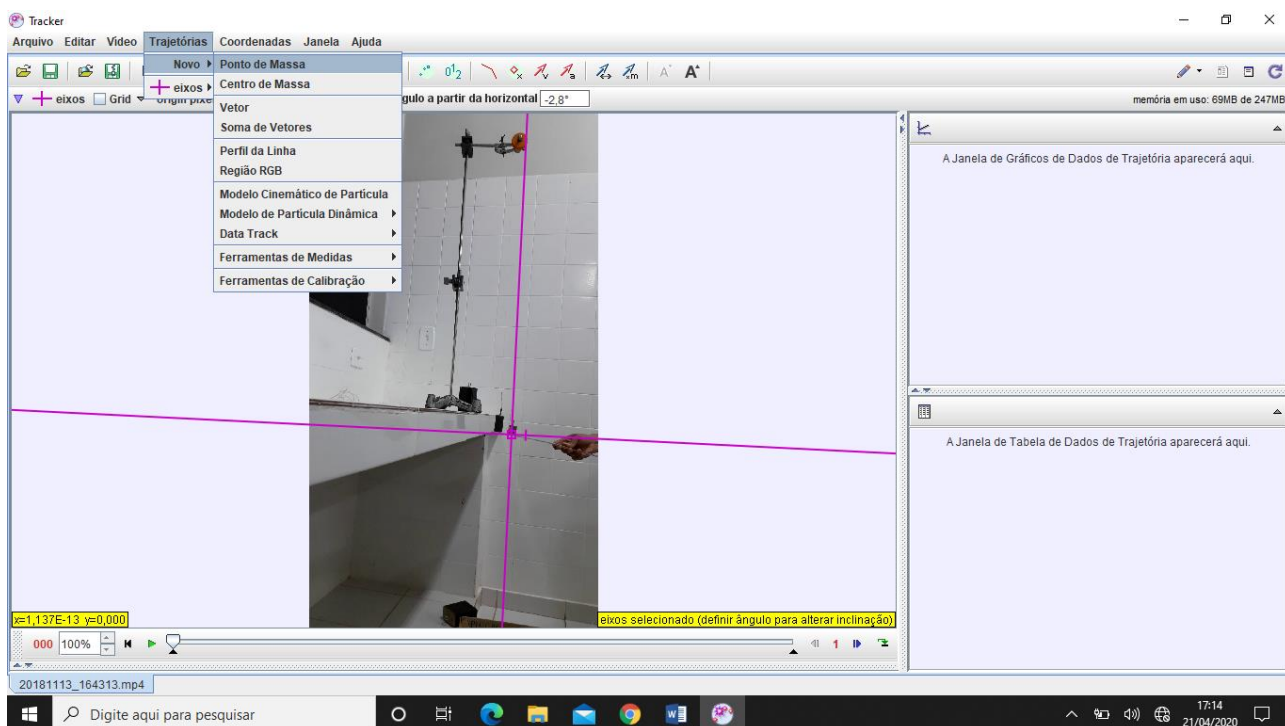 Tracker
Arquivo Editar Video Trajetórias Coordenadas Janela Ajuda
Novo
eixos
Ponto de Massa
Centro de Massa
Vetor
Soma de Vetores
Perfil da Linha
Região RGB
Modelo Cinemático de Partícula
Modelo de Partícula Dinâmica
Data Track
Ferramentas de Medidas
Ferramentas de Calibração
eixos Grid gulo a partir da horizontal -2,8° memória em uso: 69MB de 247MB
A Janela de Gráficos de Dados de Trajetória aparecerá aqui.
A Janela de Tabela de Dados de Trajetória aparecerá aqui.
x=1,137E-13 y=0,000 eixos selecionado (definir ângulo para alterar inclinação)
000 100% 1
20181113_164313.mp4
Digite aqui para pesquisar
17:14
21/04/2020